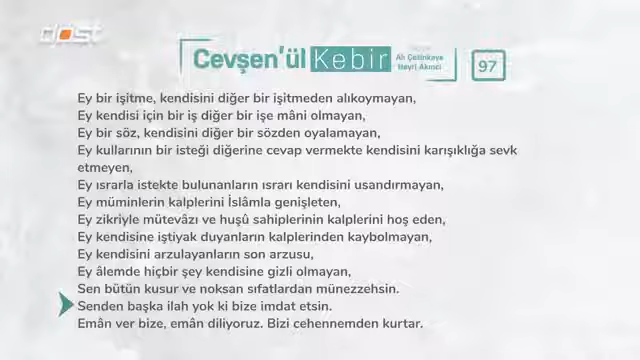 dost
Cevşen'ül Kebir
Ali Çetinkaya
Hayri Akıncı
97
Ey bir işitme, kendisini diğer bir işitmeden alıkoymayan,
Ey kendisi için bir iş diğer bir işe mâni olmayan,
Ey bir söz, kendisini diğer bir sözden oyalamayan,
Ey kullarının bir isteği diğerine cevap vermekte kendisini karışıklığa sevk
etmeyen,
Ey ısrarla istekte bulunanların ısrarı kendisini usandırmayan,
Ey müminlerin kalplerini İslâmla genişleten,
Ey zikriyle mütevâzı ve huşû sahiplerinin kalplerini hoş eden,
Ey kendisine iştiyak duyanların kalplerinden kaybolmayan,
Ey kendisini arzulayanların son arzusu,
Ey âlemde hiçbir şey kendisine gizli olmayan,
Sen bütün kusur ve noksan sıfatlardan münezzehsin.
Senden başka ilah yok ki bize imdat etsin.
Emân ver bize, emân diliyoruz. Bizi cehennemden kurtar.